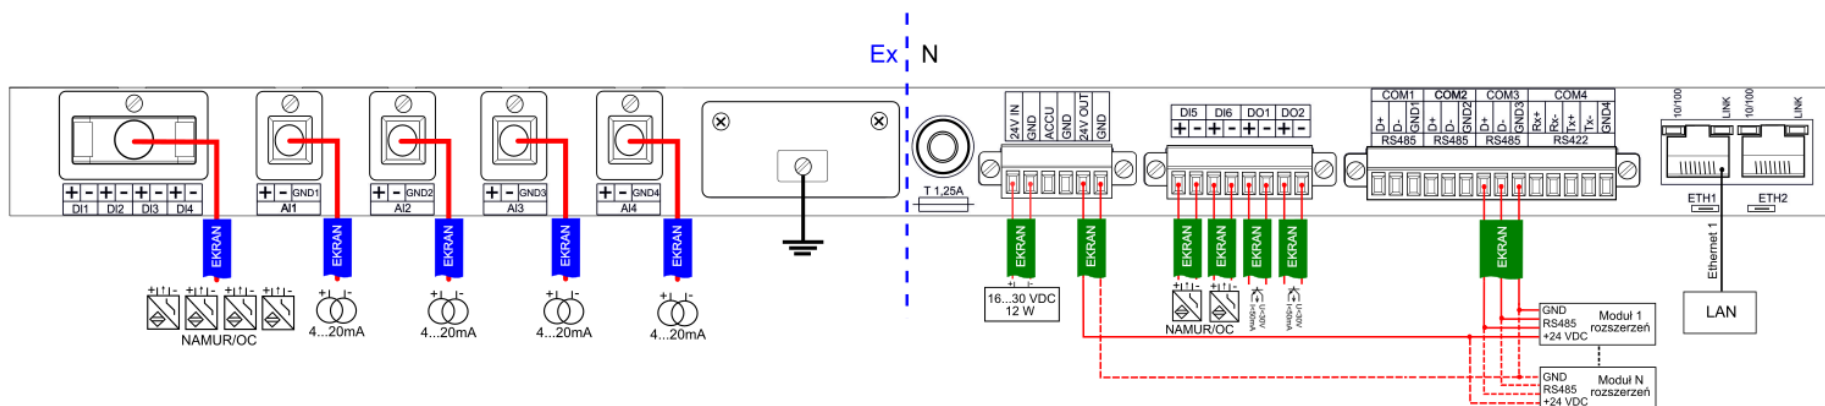 Ex N
+ - + - + - + -
DI1 DI2 DI3 DI4
+ - GND1
AI1
+ - GND2
AI2
+ - GND3
AI3
+ - GND4
AI4
EKRAN
EKRAN
EKRAN
EKRAN
EKRAN
+ -
+ -
+ -
+ -
NAMUR/OC
+ -
4...20mA
+ -
4...20mA
+ -
4...20mA
+ -
4...20mA
T 1,25A
24V IN
GND
ACCU
GND
24V OUT
GND
EKRAN
EKRAN
+ -
16...30 VDC
12 W
DI5 DI6 DO1 DO2
+ - + - + - + -
EKRAN
EKRAN
EKRAN
EKRAN
+ -
+ -
NAMUR/OC
U<30V
I<50mA
U<30V
I<50mA
COM1 COM2 COM3 COM4
D+
D-
GND1
D+
D-
GND2
D+
D-
GND3
Rx+
Rx-
Tx+
Tx-
GND4
RS485 RS485 RS485 RS422
EKRAN
GND
RS485
+24 VDC
Moduł 1
rozszerzeń
GND
RS485
+24 VDC
Moduł N
rozszerzeń
10/100
LINK
10/100
LINK
ETH1
ETH2
Ethernet 1
LAN